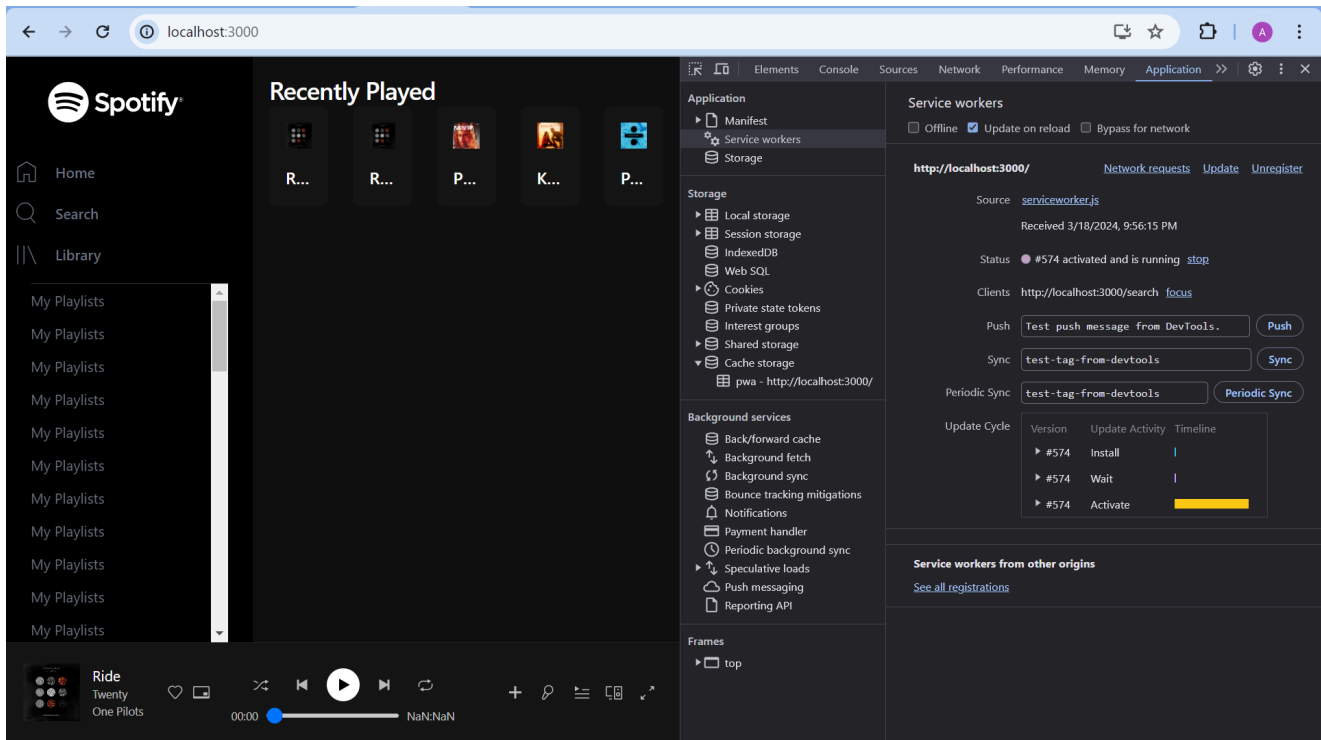 localhost:3000
A
Spotify
Home
Search
Library
My Playlists
My Playlists
My Playlists
My Playlists
My Playlists
My Playlists
My Playlists
My Playlists
My Playlists
My Playlists
My Playlists
Recently Played
R... R... P... K... P...
Ride
Twenty
One Pilots
00:00 NaN:NaN
Elements Console Sources Network Performance Memory Application
Application
Manifest
Service workers
Storage
Storage
Local storage
Session storage
IndexedDB
Web SQL
Cookies
Private state tokens
Interest groups
Shared storage
Cache storage
pwa - http://localhost:3000/
Background services
Back/forward cache
Background fetch
Background sync
Bounce tracking mitigations
Notifications
Payment handler
Periodic background sync
Speculative loads
Push messaging
Reporting API
Frames
top
Service workers
Offline Update on reload Bypass for network
http://localhost:3000/ Network requests Update Unregister
Source serviceworker.js
Received 3/18/2024, 9:56:15 PM
Status #574 activated and is running stop
Clients http://localhost:3000/search focus
Push Test push message from DevTools. Push
Sync test-tag-from-devtools Sync
Periodic Sync test-tag-from-devtools Periodic Sync
Update Cycle Version Update Activity Timeline
#574 Install
#574 Wait
#574 Activate
Service workers from other origins
See all registrations